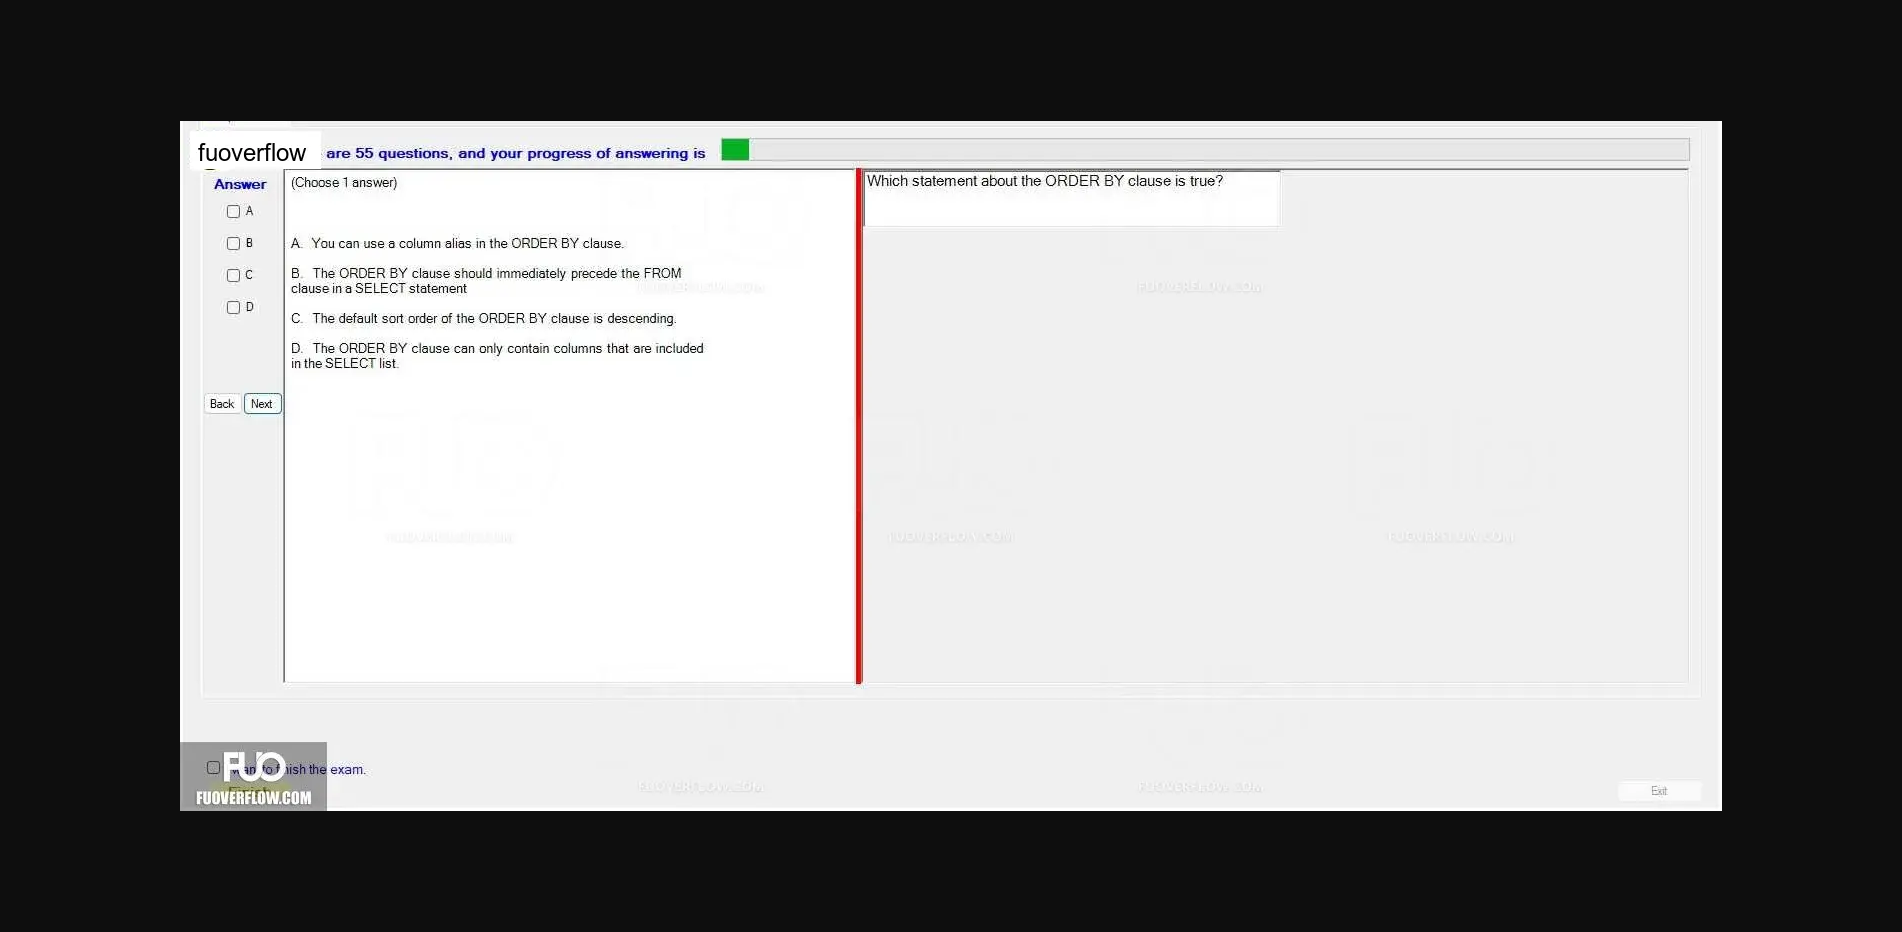 fuoverflow
are 55 questions, and your progress of answering is
Answer
A
B
C
D
Back
Next
(Choose 1 answer)
A. You can use a column alias in the ORDER BY clause.
B. The ORDER BY clause should immediately precede the FROM
clause in a SELECT statement
C. The default sort order of the ORDER BY clause is descending.
D. The ORDER BY clause can only contain columns that are included
in the SELECT list.
Which statement about the ORDER BY clause is true?
FUOVERFLOW.COM
FUOVERFLOW.COM
FUOVERFLOW.COM
FUOVERFLOW.COM
FUOVERFLOW.COM
FUO
want to finish the exam.
Finish
FUOVERFLOW.COM
FUOVERFLOW.COM
FUOVERFLOW.COM
Exit